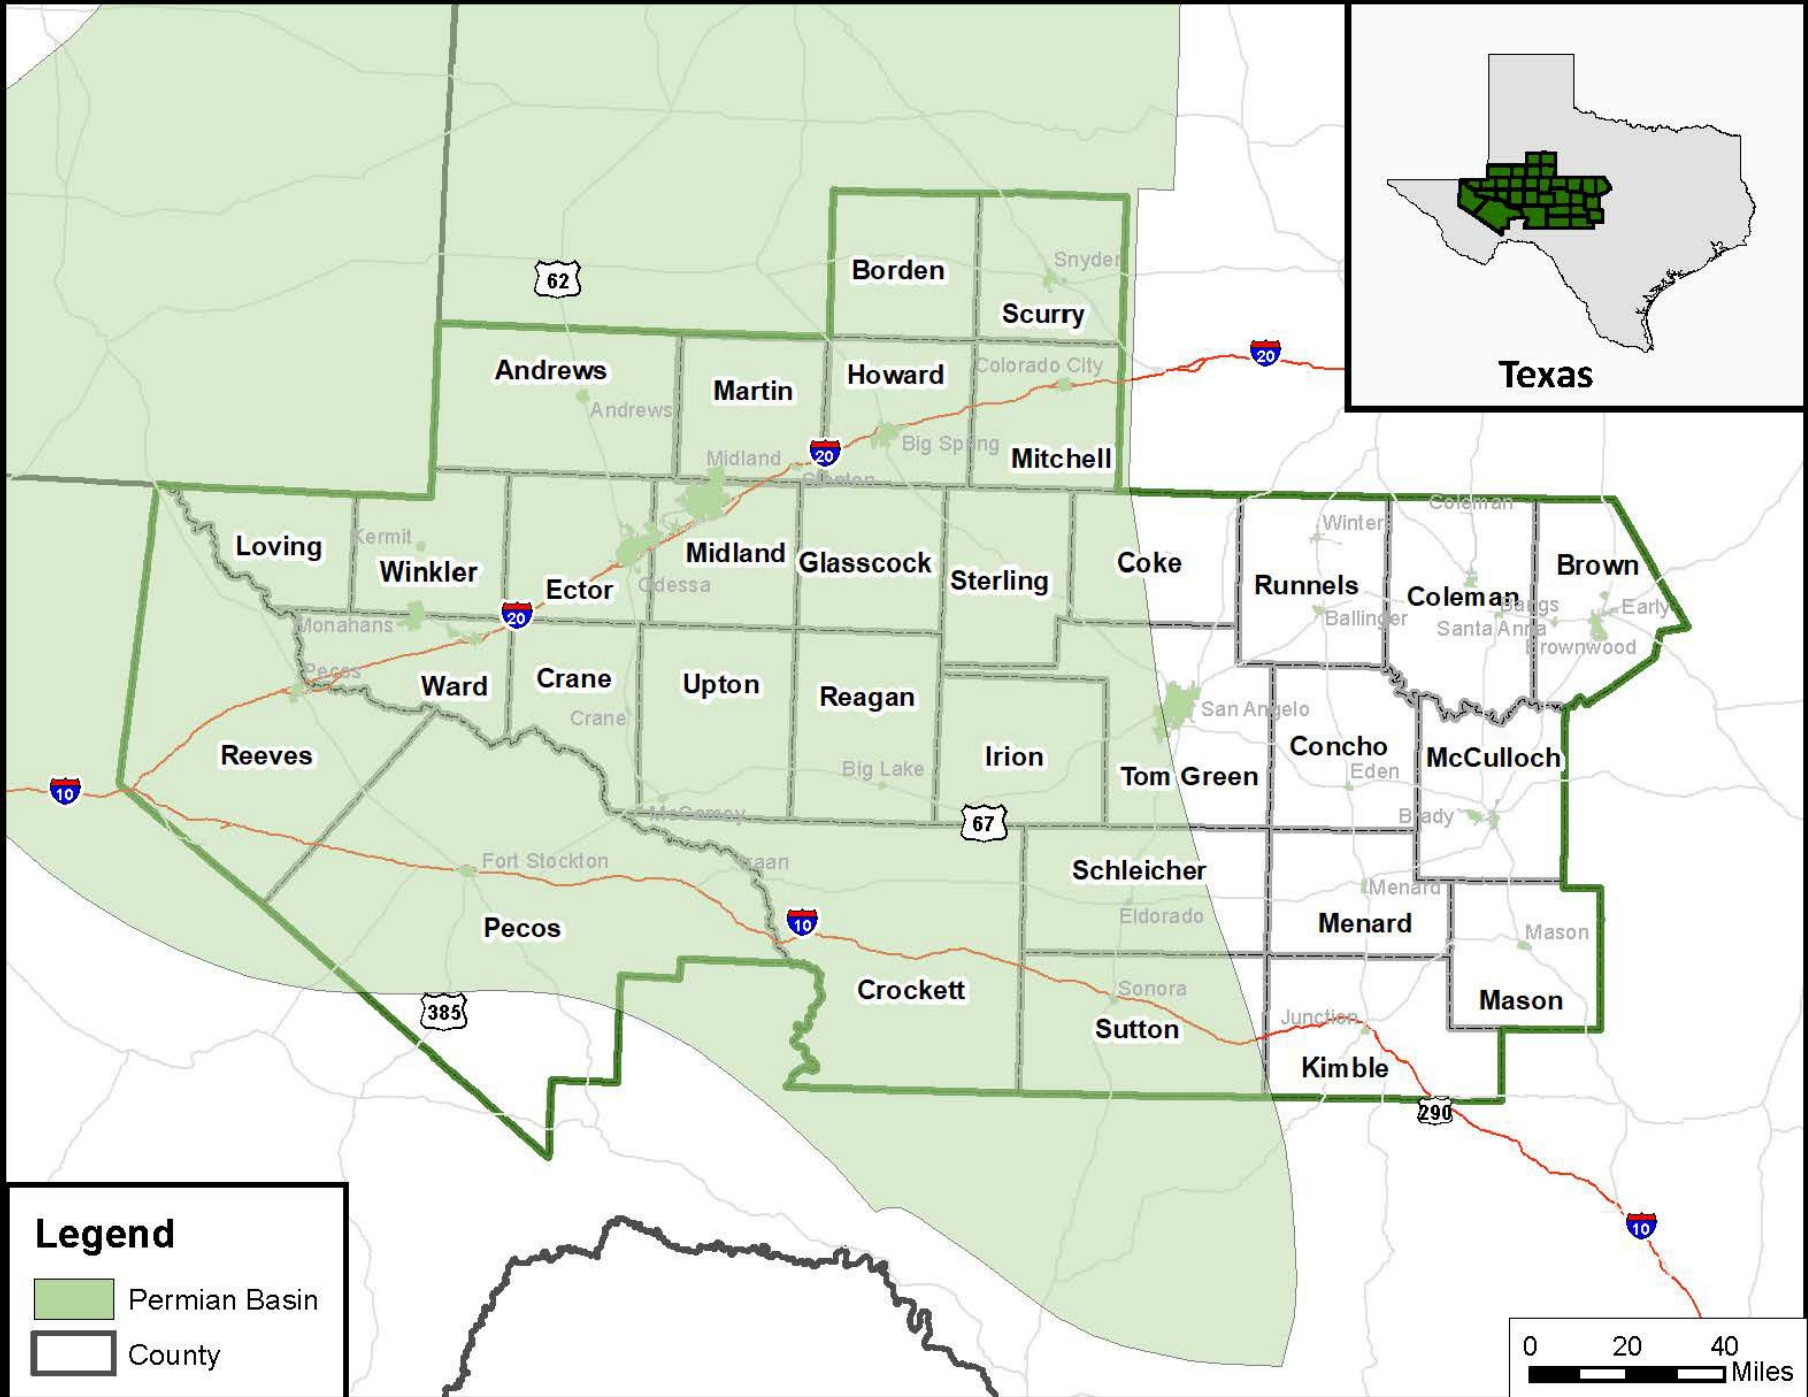 Texas
62
Borden
Snyder
Scurry
20
Andrews
Andrews
Martin
Howard
Colorado City
20
Big Spring
Mitchell
Midland
Stanton
Loving
Kermit
Winkler
Ector
Odessa
Midland
Glasscock
Sterling
Coke
Runnels
Winters
Ballinger
Coleman
Coleman
Santa Anna
Bangs
Brown
Early
Brownwood
20
Monahans
Pecos
Ward
Crane
Crane
Upton
Reagan
Big Lake
Irion
San Angelo
Tom Green
Concho
Eden
McCulloch
Brady
Reeves
10
McCamey
67
Fort Stockton
Iraan
Pecos
10
Crockett
Schleicher
Eldorado
Menard
Menard
Mason
Mason
385
Sonora
Sutton
Junction
Kimble
290
10
Legend
Permian Basin
County
0 20 40
Miles